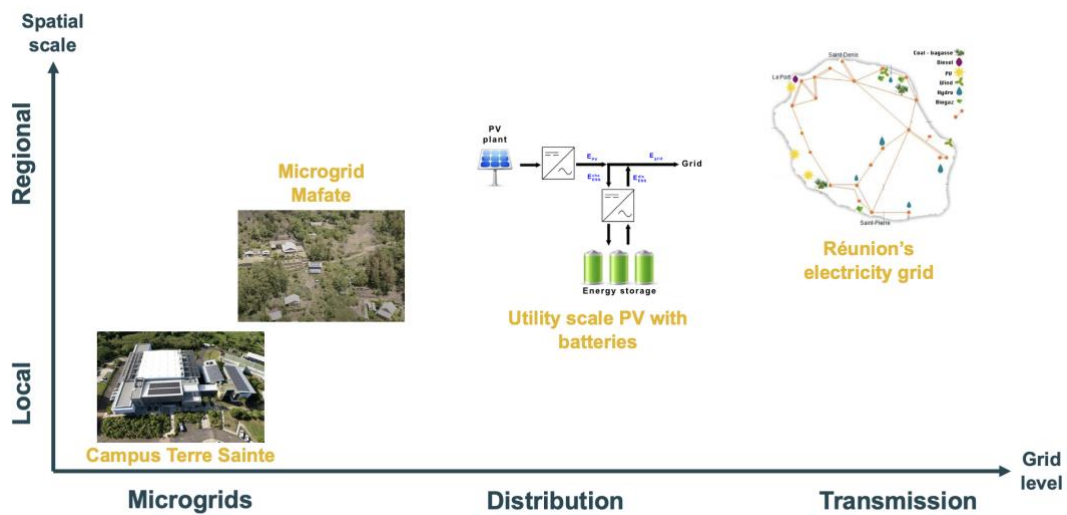 Spatial
scale
Regional
Local
Microgrid
Mafate
Campus Terre Sainte
PV
plant
Grid
Energy storage
Utility scale PV with
batteries
Saint-Denis
Le Port
Saint-Pierre
Coal - bagasse
Diesel
PV
Wind
Hydro
Biogaz
Réunion's
electricity grid
Microgrids
Distribution
Transmission
Grid
level